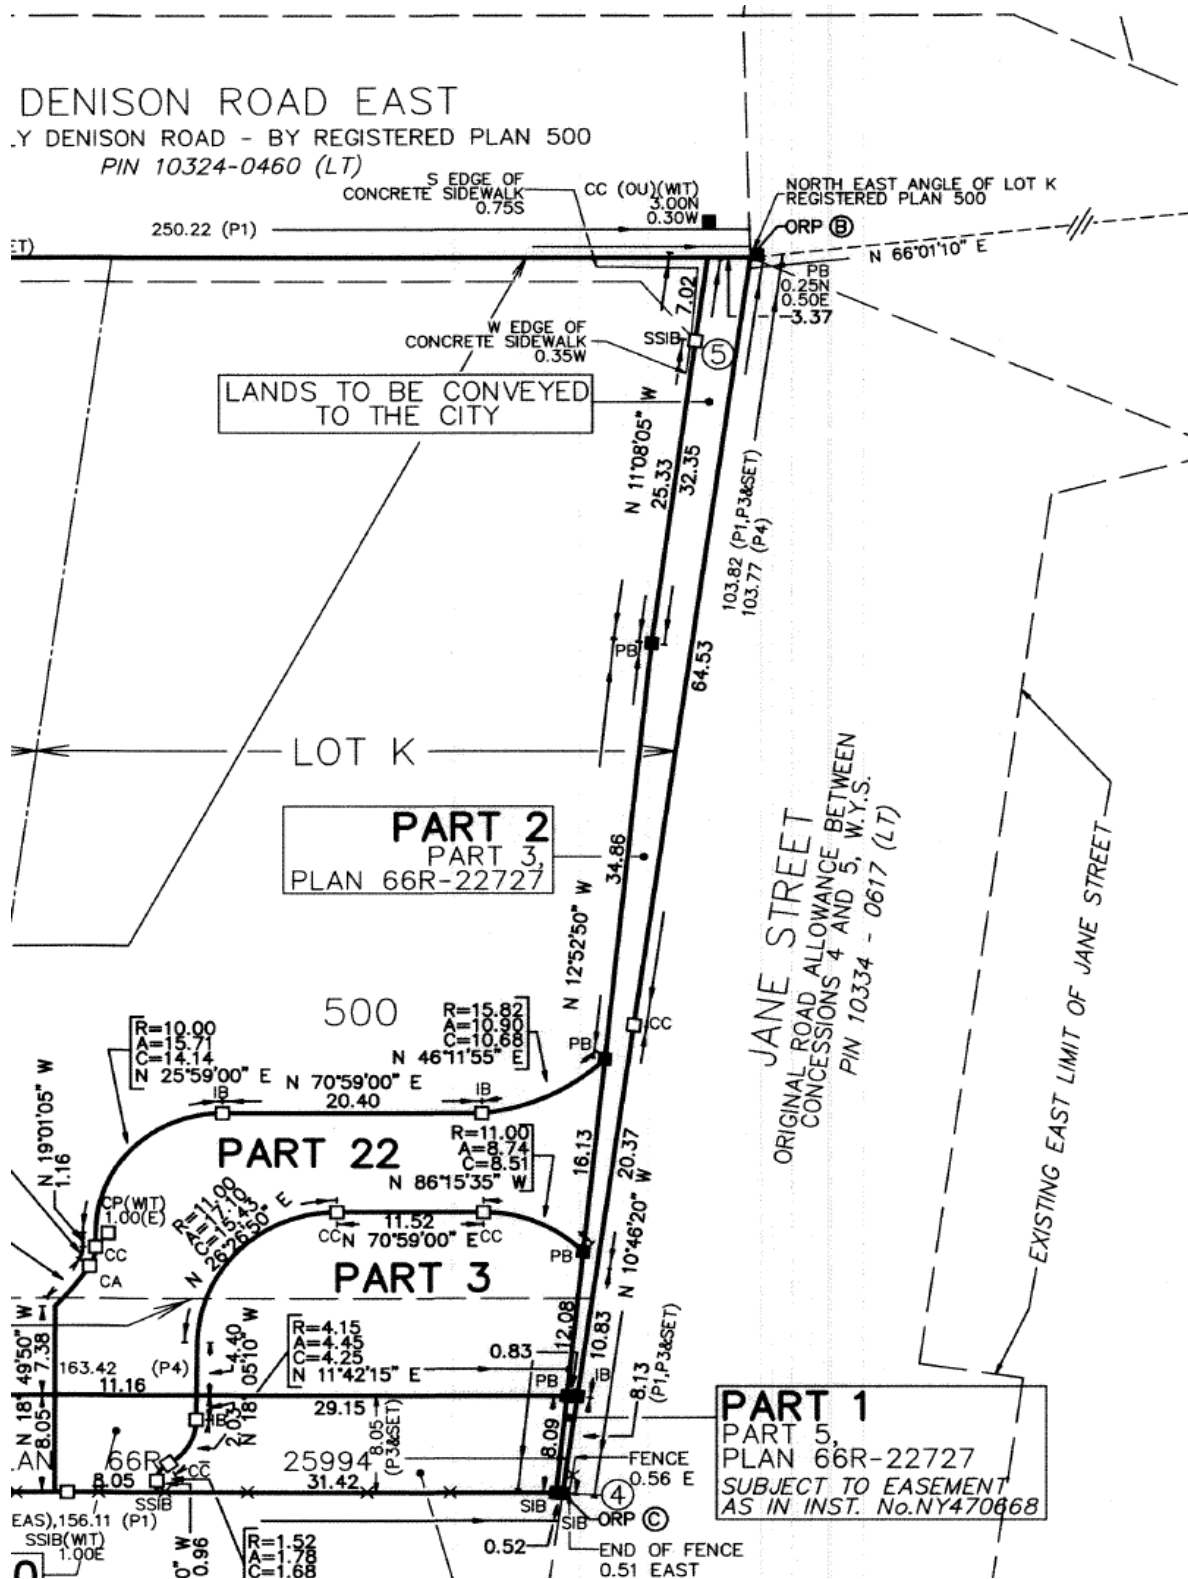 DENISON ROAD EAST
LY DENISON ROAD - BY REGISTERED PLAN 500
PIN 10324-0460 (LT)
S EDGE OF
CONCRETE SIDEWALK
0.75S
CC (OU)(WIT)
3.00N
0.30W
NORTH EAST ANGLE OF LOT K
REGISTERED PLAN 500
ORP Ⓑ
250.22 (P1)
ET)
N 66°01'10" E
PB
0.25N
0.50E
3.37
7.02
W EDGE OF
CONCRETE SIDEWALK
0.35W
SSIB
5
LANDS TO BE CONVEYED
TO THE CITY
N 11°08'05" W
25.33
32.35
103.82 (P1,P3&SET)
103.77 (P4)
PB
64.53
LOT K
PART 2
PART 3,
PLAN 66R-22727
34.86
N 12°52'50" W
JANE STREET
ORIGINAL ROAD ALLOWANCE BETWEEN
CONCESSIONS 4 AND 5, W.Y.S.
PIN 10334 - 0617 (LT)
EXISTING EAST LIMIT OF JANE STREET
500
R=15.82
A=10.90
C=10.68
N 46°11'55" E
R=10.00
A=15.71
C=14.14
N 25°59'00" E
PB
CC
N 70°59'00" E
20.40
IB
IB
N 19°01'05" W
1.16
PART 22
R=11.00
A=8.74
C=8.51
N 86°15'35" W
16.13
20.37
N 10°46'20" W
CP(WIT)
1.00(E)
R=11.00
A=17.10
C=15.43
N 26°26'50" E
11.52
CC
N 70°59'00" E
CC
CC
CA
PB
PART 3
N 18°49'50" W
7.38
8.05
163.42 (P4)
11.16
4.40
N 18°05'10" W
2.03
R=4.15
A=4.45
C=4.25
N 11°42'15" E
0.83
12.08
10.83
PB
IB
8.13
(P1,P3&SET)
29.15
8.05
(P3&SET)
8.09
IB
PART 1
PART 5,
PLAN 66R-22727
SUBJECT TO EASEMENT
AS IN INST. No.NY470668
LAN 66R
25994
8.05
CC
SSIB
31.42
FENCE
0.56 E
SIB
4
SIB
ORP Ⓒ
EAS),156.11 (P1)
SSIB(WIT)
1.00E
0" W
0.96
R=1.52
A=1.78
C=1.68
0.52
END OF FENCE
0.51 EAST